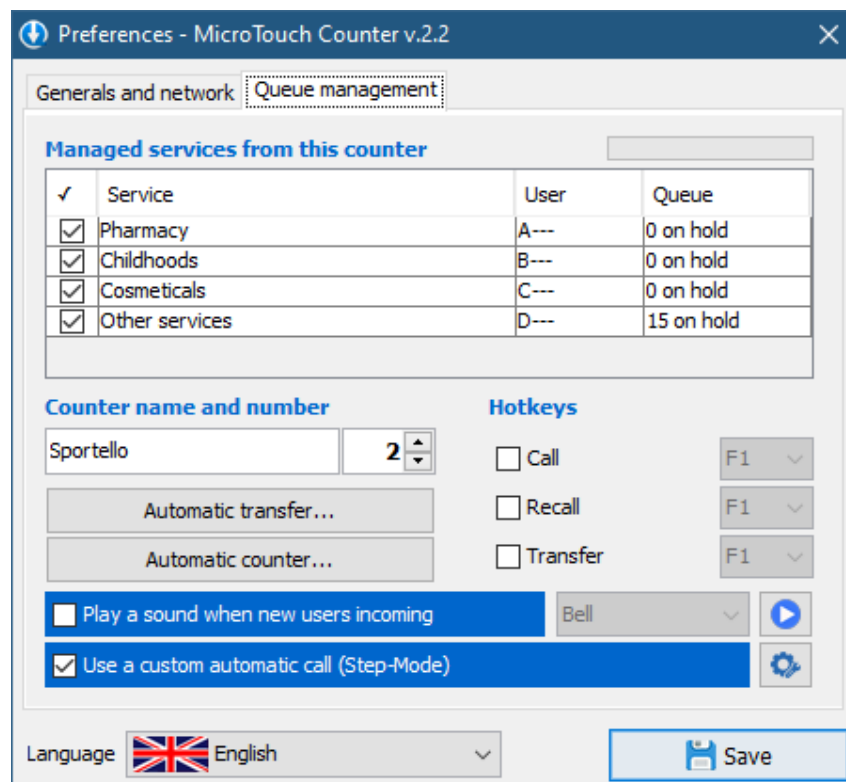 Preferences - MicroTouch Counter v.2.2
Generals and network Queue management
Managed services from this counter
✓ Service User Queue
Pharmacy A--- 0 on hold
Childhoods B--- 0 on hold
Cosmeticals C--- 0 on hold
Other services D--- 15 on hold
Counter name and number Hotkeys
Sportello 2 Call F1
Recall F1
Automatic transfer...
Automatic counter... Transfer F1
Play a sound when new users incoming Bell
Use a custom automatic call (Step-Mode)
Language English Save